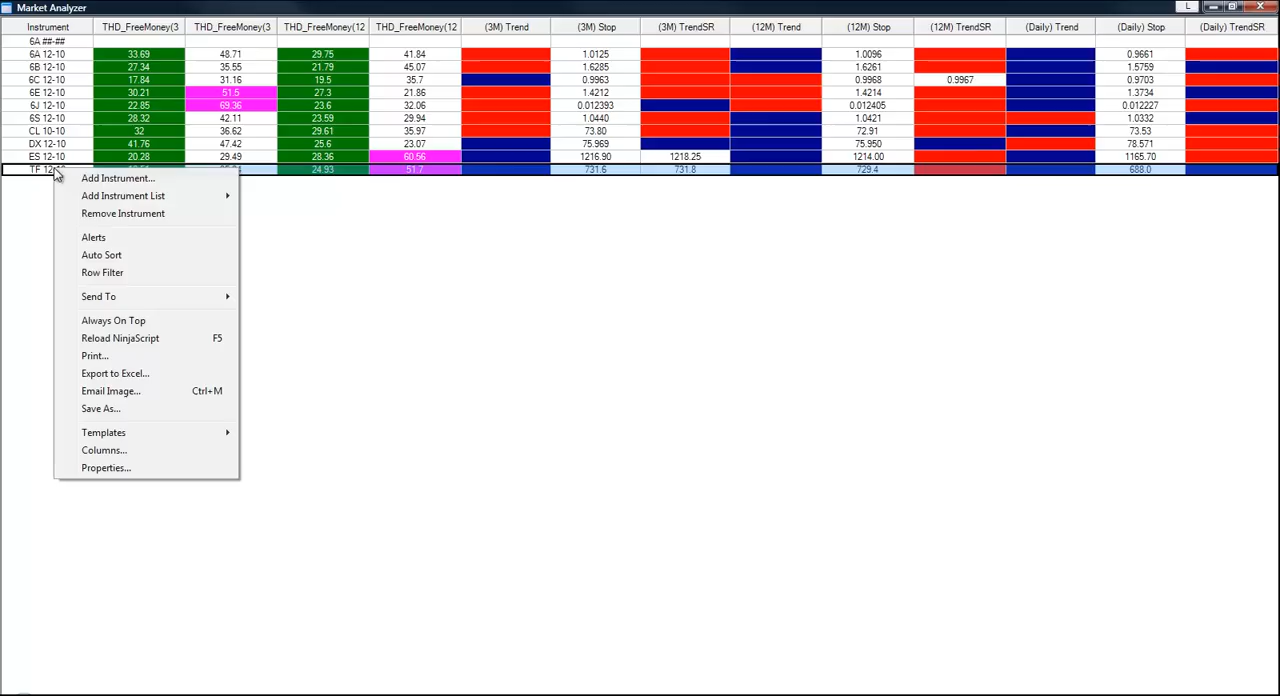 Market Analyzer
L
Instrument THD_FreeMoney(3 THD_FreeMoney(3 THD_FreeMoney(12 THD_FreeMoney(12 (3M) Trend (3M) Stop (3M) TrendSR (12M) Trend (12M) Stop (12M) TrendSR (Daily) Trend (Daily) Stop (Daily) TrendSR
6A ##-##
6A 12-10 33.69 48.71 29.75 41.84 1.0125 1.0096 0.9661
6B 12-10 27.34 35.55 21.79 45.07 1.6285 1.6261 1.5759
6C 12-10 17.84 31.16 19.5 35.7 0.9963 0.9968 0.9967 0.9703
6E 12-10 30.21 51.5 27.3 21.86 1.4212 1.4214 1.3734
6J 12-10 22.85 69.36 23.6 32.06 0.012393 0.012405 0.012227
6S 12-10 28.32 42.11 23.59 29.94 1.0440 1.0421 1.0332
CL 10-10 32 36.62 29.61 35.97 73.80 72.91 73.53
DX 12-10 41.76 47.42 25.6 23.07 75.969 75.950 78.571
ES 12-10 20.28 29.49 28.36 60.56 1216.90 1218.25 1214.00 1165.70
TF 24.93 51.7 731.6 731.8 729.4 688.0
Add Instrument...
Add Instrument List
Remove Instrument
Alerts
Auto Sort
Row Filter
Send To
Always On Top
Reload NinjaScript F5
Print...
Export to Excel...
Email Image... Ctrl+M
Save As...
Templates
Columns...
Properties...